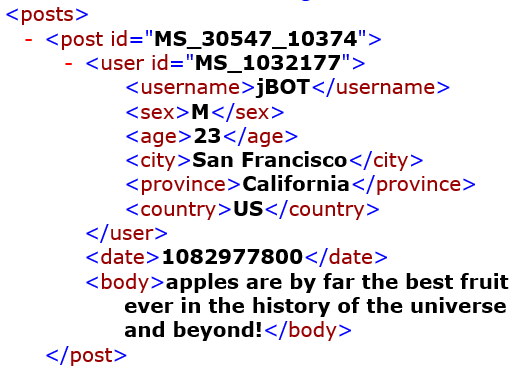 <posts>
- <post id="MS_30547_10374">
- <user id="MS_1032177">
<username>jBOT</username>
<sex>M</sex>
<age>23</age>
<city>San Francisco</city>
<province>California</province>
<country>US</country>
</user>
<date>1082977800</date>
<body>apples are by far the best fruit
ever in the history of the universe
and beyond!</body>
</post>